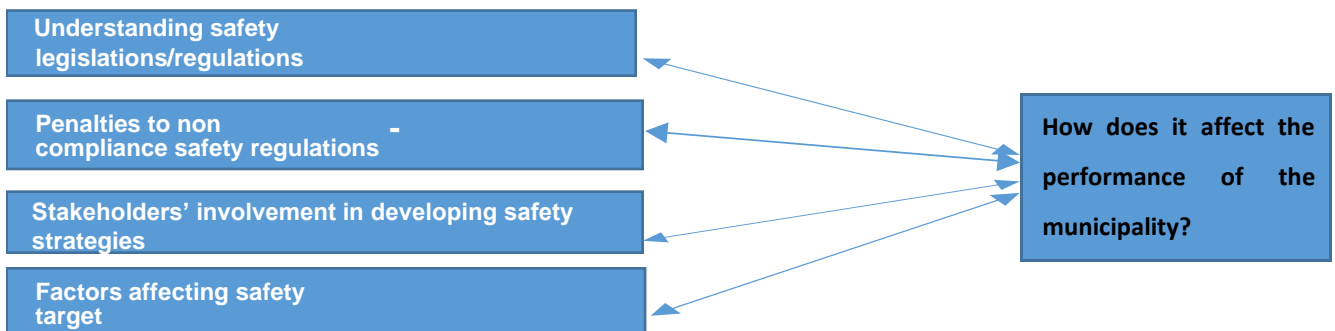 Understanding safety
legislations/regulations
Penalties to non -
compliance safety regulations
Stakeholders’ involvement in developing safety
strategies
Factors affecting safety
target
How does it affect the
performance of the
municipality?